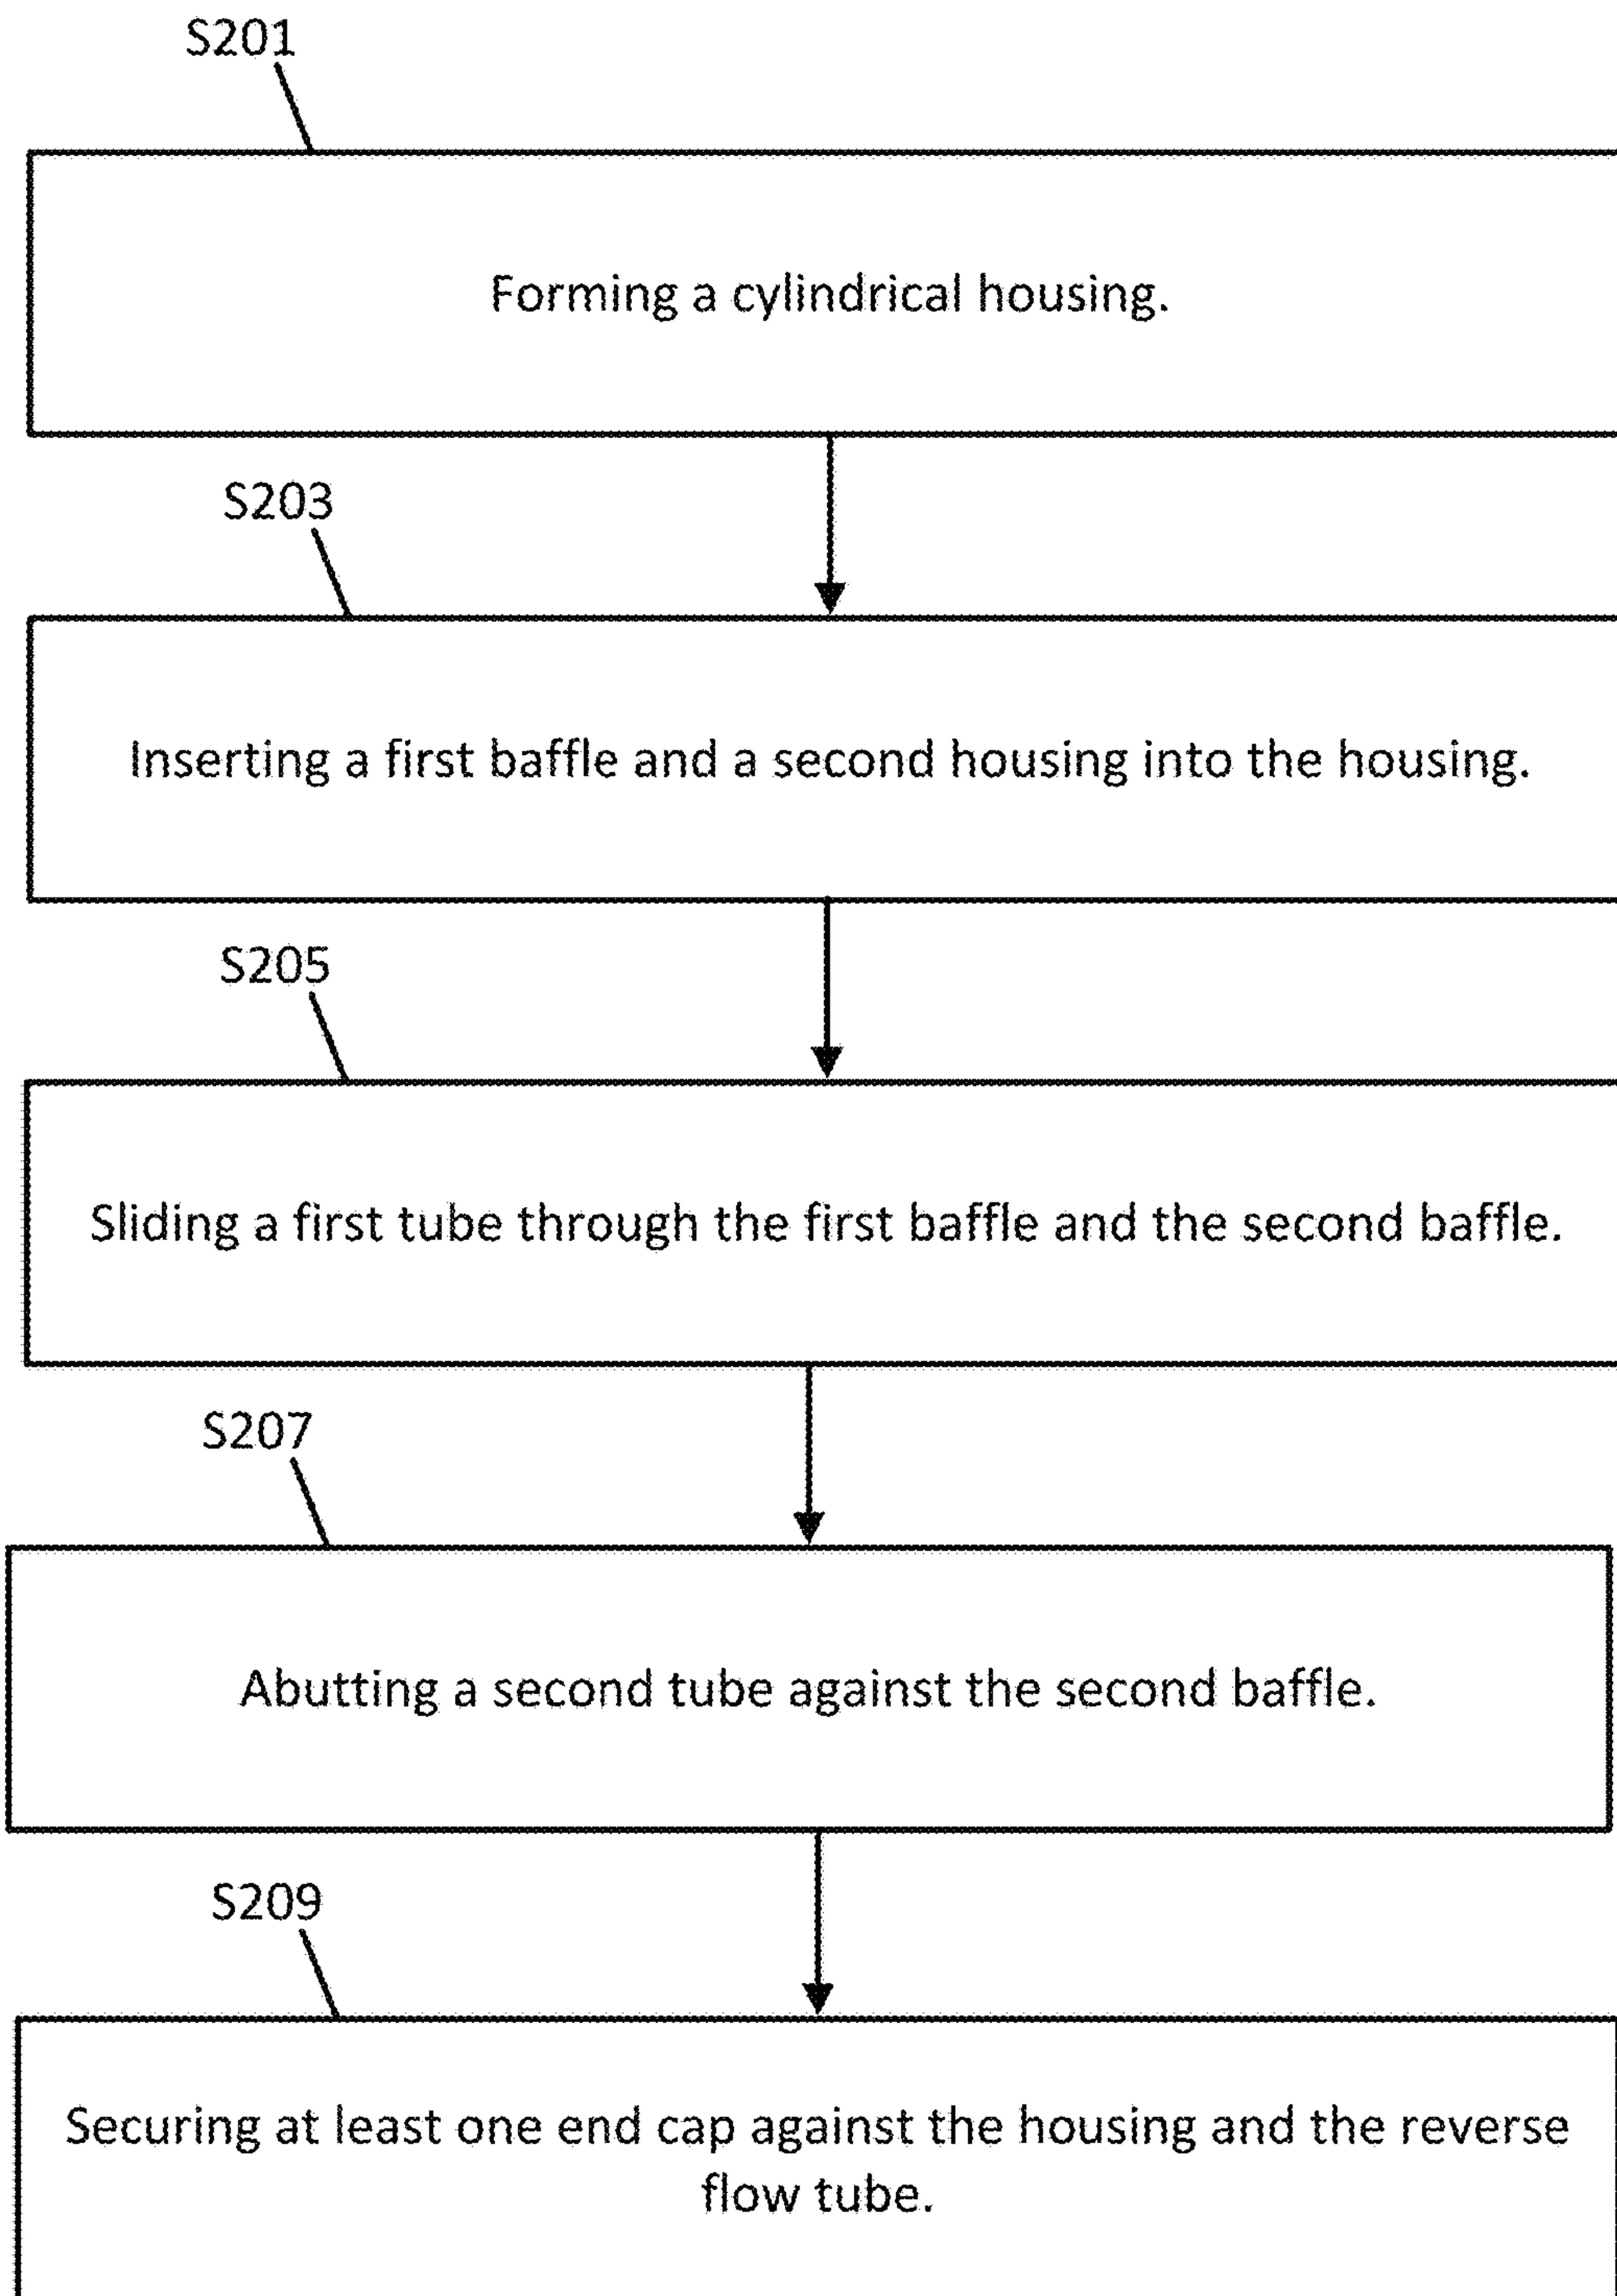 S201
Forming a cylindrical housing.
S203
Inserting a first baffle and a second housing into the housing.
S205
Sliding a first tube through the first baffle and the second baffle.
S207
Abutting a second tube against the second baffle.
S209
Securing at least one end cap against the housing and the reverse
flow tube.